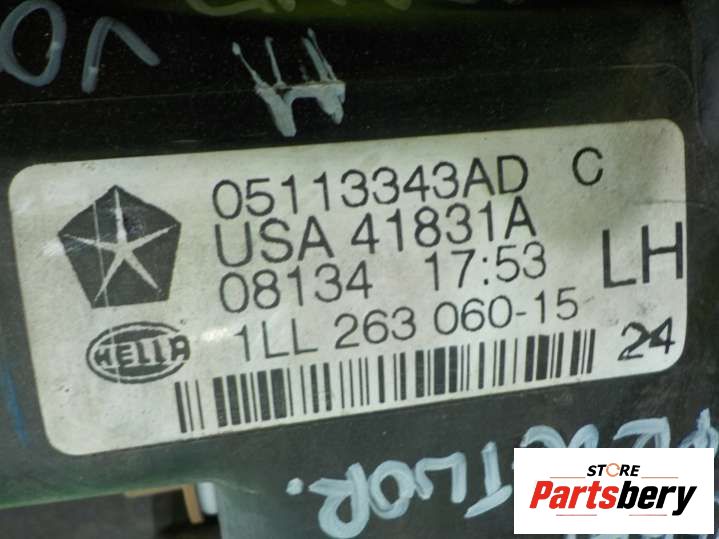 05113343AD C
USA 41831A
08134 17:53 LH
HELLA 1LL 263 060-15
24
STORE
Partsbery